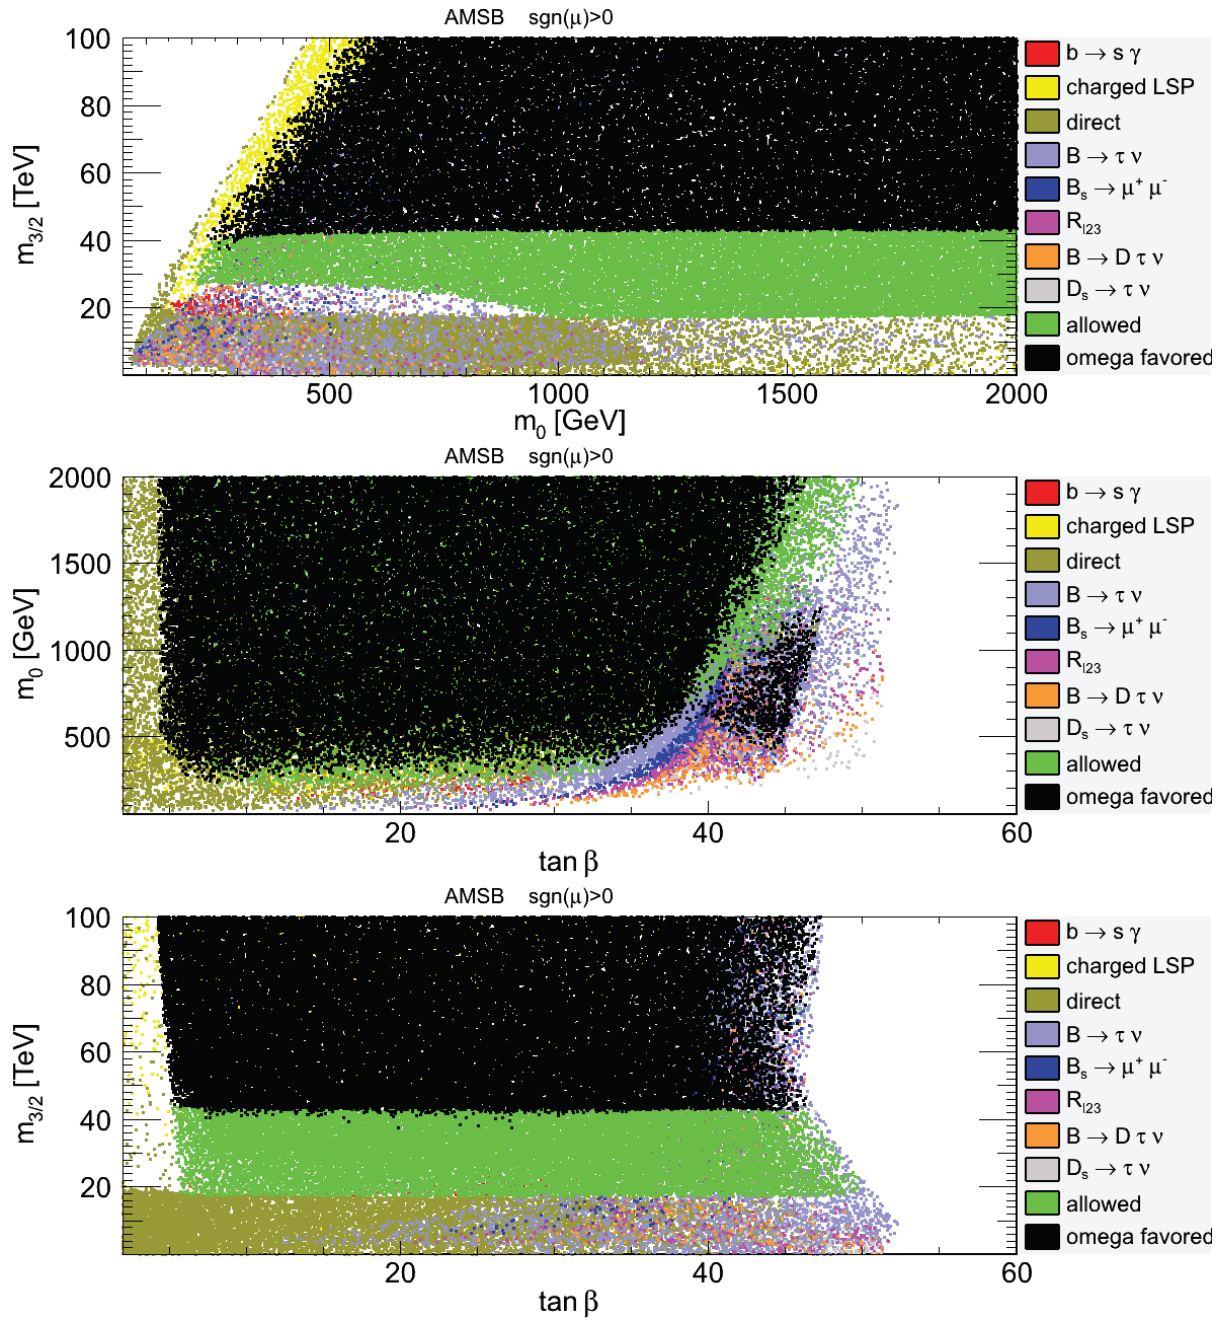 AMSB sgn(μ)>0
m3/2 [TeV]
100
80
60
40
20
500
1000
1500
2000
m0 [GeV]
b → s γ
charged LSP
direct
B → τ ν
Bs → μ+ μ-
Rl23
B → D τ ν
Ds → τ ν
allowed
omega favored
AMSB sgn(μ)>0
m0 [GeV]
2000
1500
1000
500
20
40
60
tan β
b → s γ
charged LSP
direct
B → τ ν
Bs → μ+ μ-
Rl23
B → D τ ν
Ds → τ ν
allowed
omega favored
AMSB sgn(μ)>0
m3/2 [TeV]
100
80
60
40
20
20
40
60
tan β
b → s γ
charged LSP
direct
B → τ ν
Bs → μ+ μ-
Rl23
B → D τ ν
Ds → τ ν
allowed
omega favored